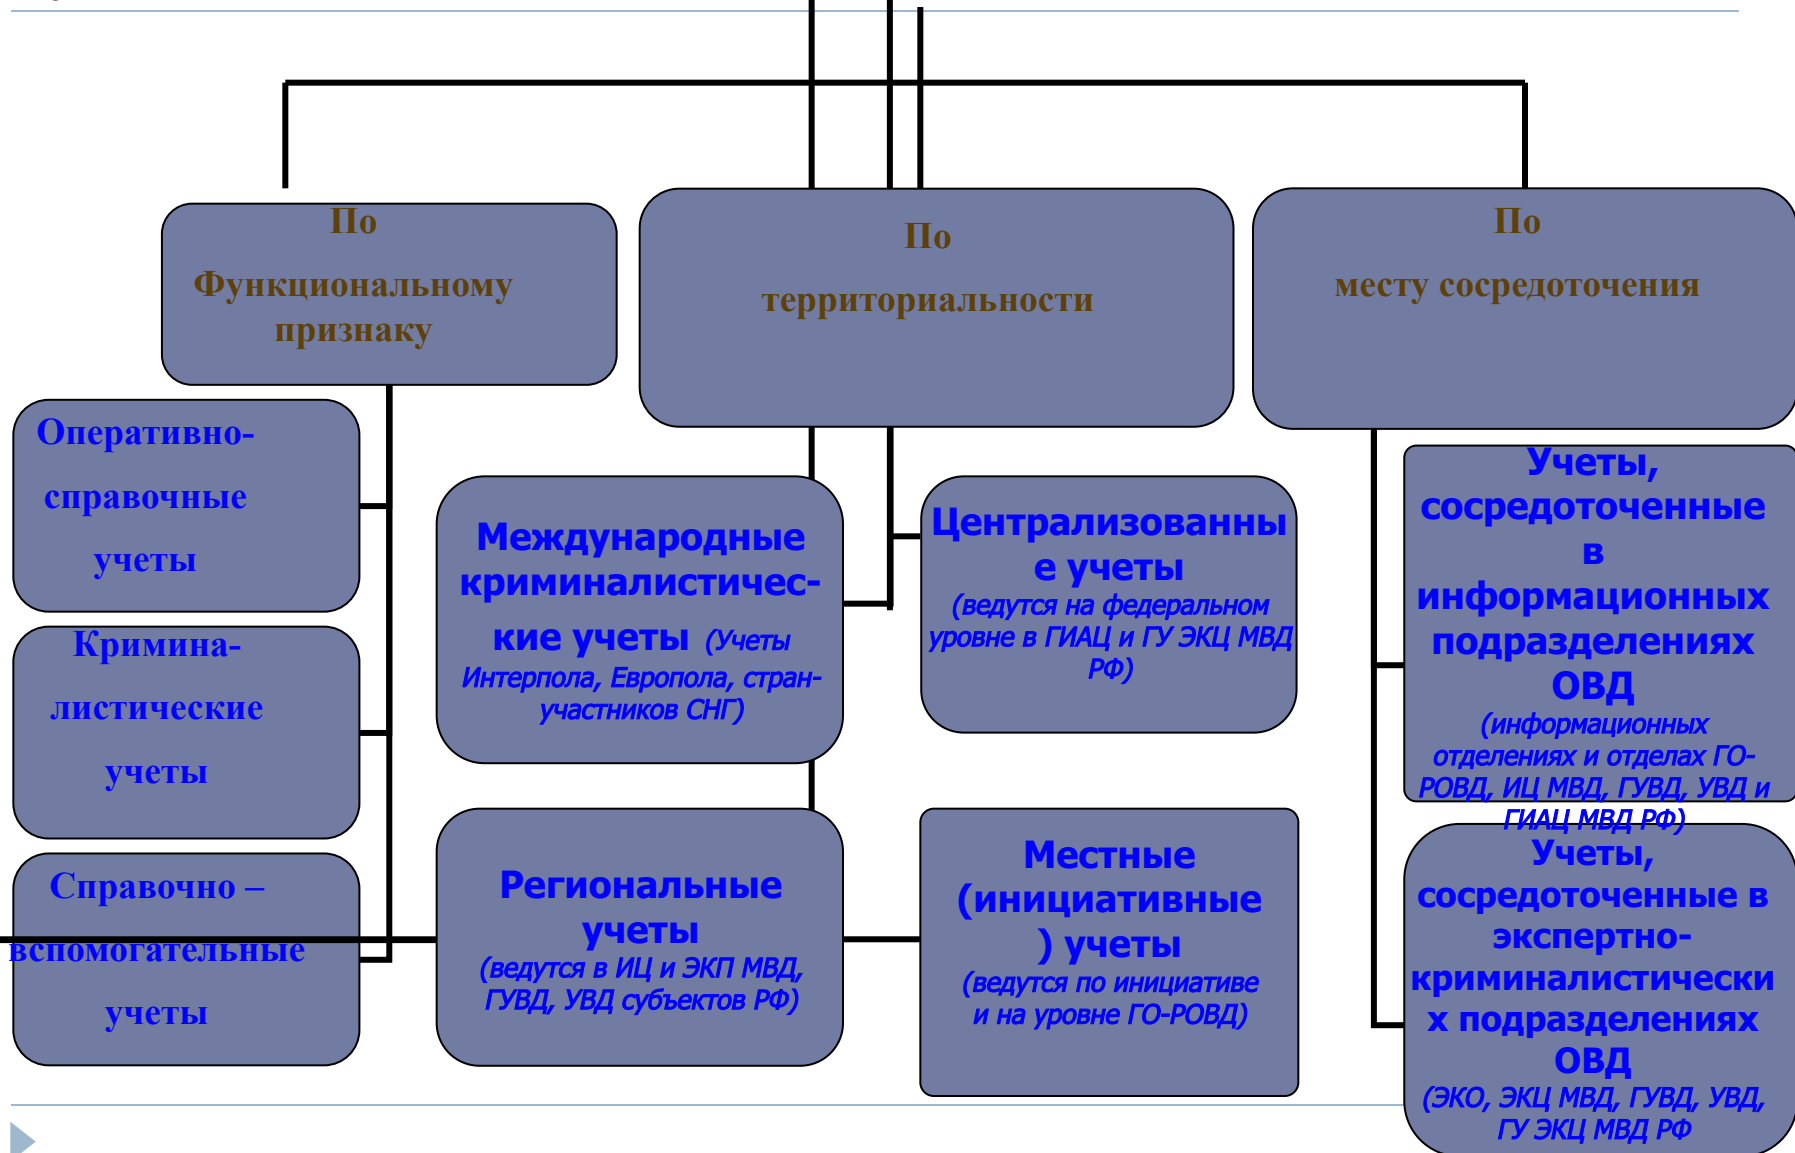 По
Функциональному
признаку
По
территориальности
По
месту сосредоточения
Оперативно-
справочные
учеты
Кримина-
листические
учеты
Справочно –
вспомогательные
учеты
Международные
криминалистичес-
кие учеты (Учеты
Интерпола, Европола, стран-
участников СНГ)
Централизованны
е учеты
(ведутся на федеральном
уровне в ГИАЦ и ГУ ЭКЦ МВД
РФ)
Региональные
учеты
(ведутся в ИЦ и ЭКП МВД,
ГУВД, УВД субъектов РФ)
Местные
(инициативные
) учеты
(ведутся по инициативе
и на уровне ГО-РОВД)
Учеты,
сосредоточенные
в
информационных
подразделениях
ОВД
(информационных
отделениях и отделах ГО-
РОВД, ИЦ МВД, ГУВД, УВД и
ГИАЦ МВД РФ)
Учеты,
сосредоточенные в
экспертно-
криминалистически
х подразделениях
ОВД
(ЭКО, ЭКЦ МВД, ГУВД, УВД,
ГУ ЭКЦ МВД РФ